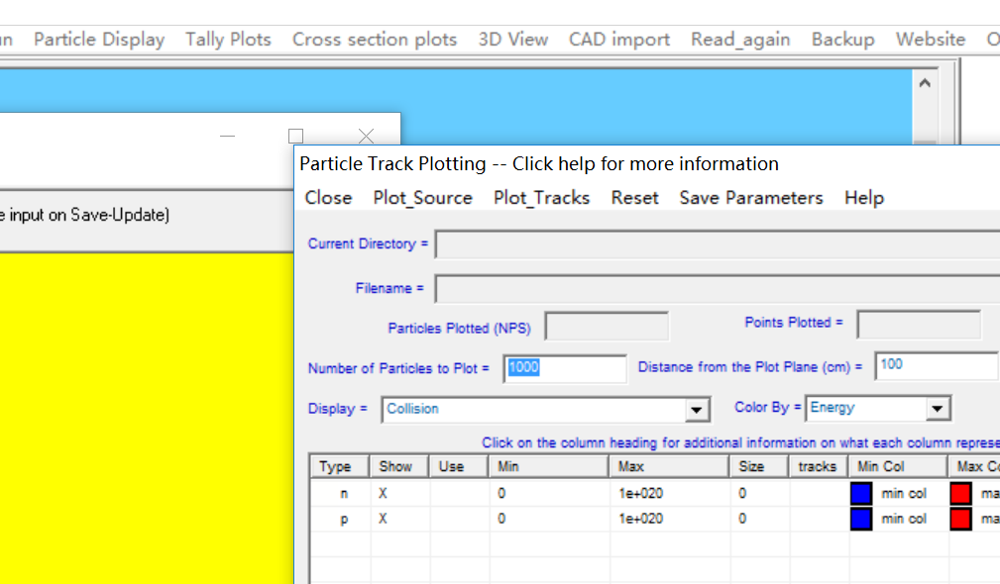 Particle Display Tally Plots Cross section plots 3D View CAD import Read_again Backup Website
Particle Track Plotting -- Click help for more information
Close Plot_Source Plot_Tracks Reset Save Parameters Help
input on Save-Update)
Current Directory =
Filename =
Particles Plotted (NPS) Points Plotted =
Number of Particles to Plot = 1000 Distance from the Plot Plane (cm) = 100
Display = Collision Color By = Energy
Click on the column heading for additional information on what each column represe
Type Show Use Min Max Size tracks Min Col Max Co
n X 0 1e+020 0 min col ma
p X 0 1e+020 0 min col ma